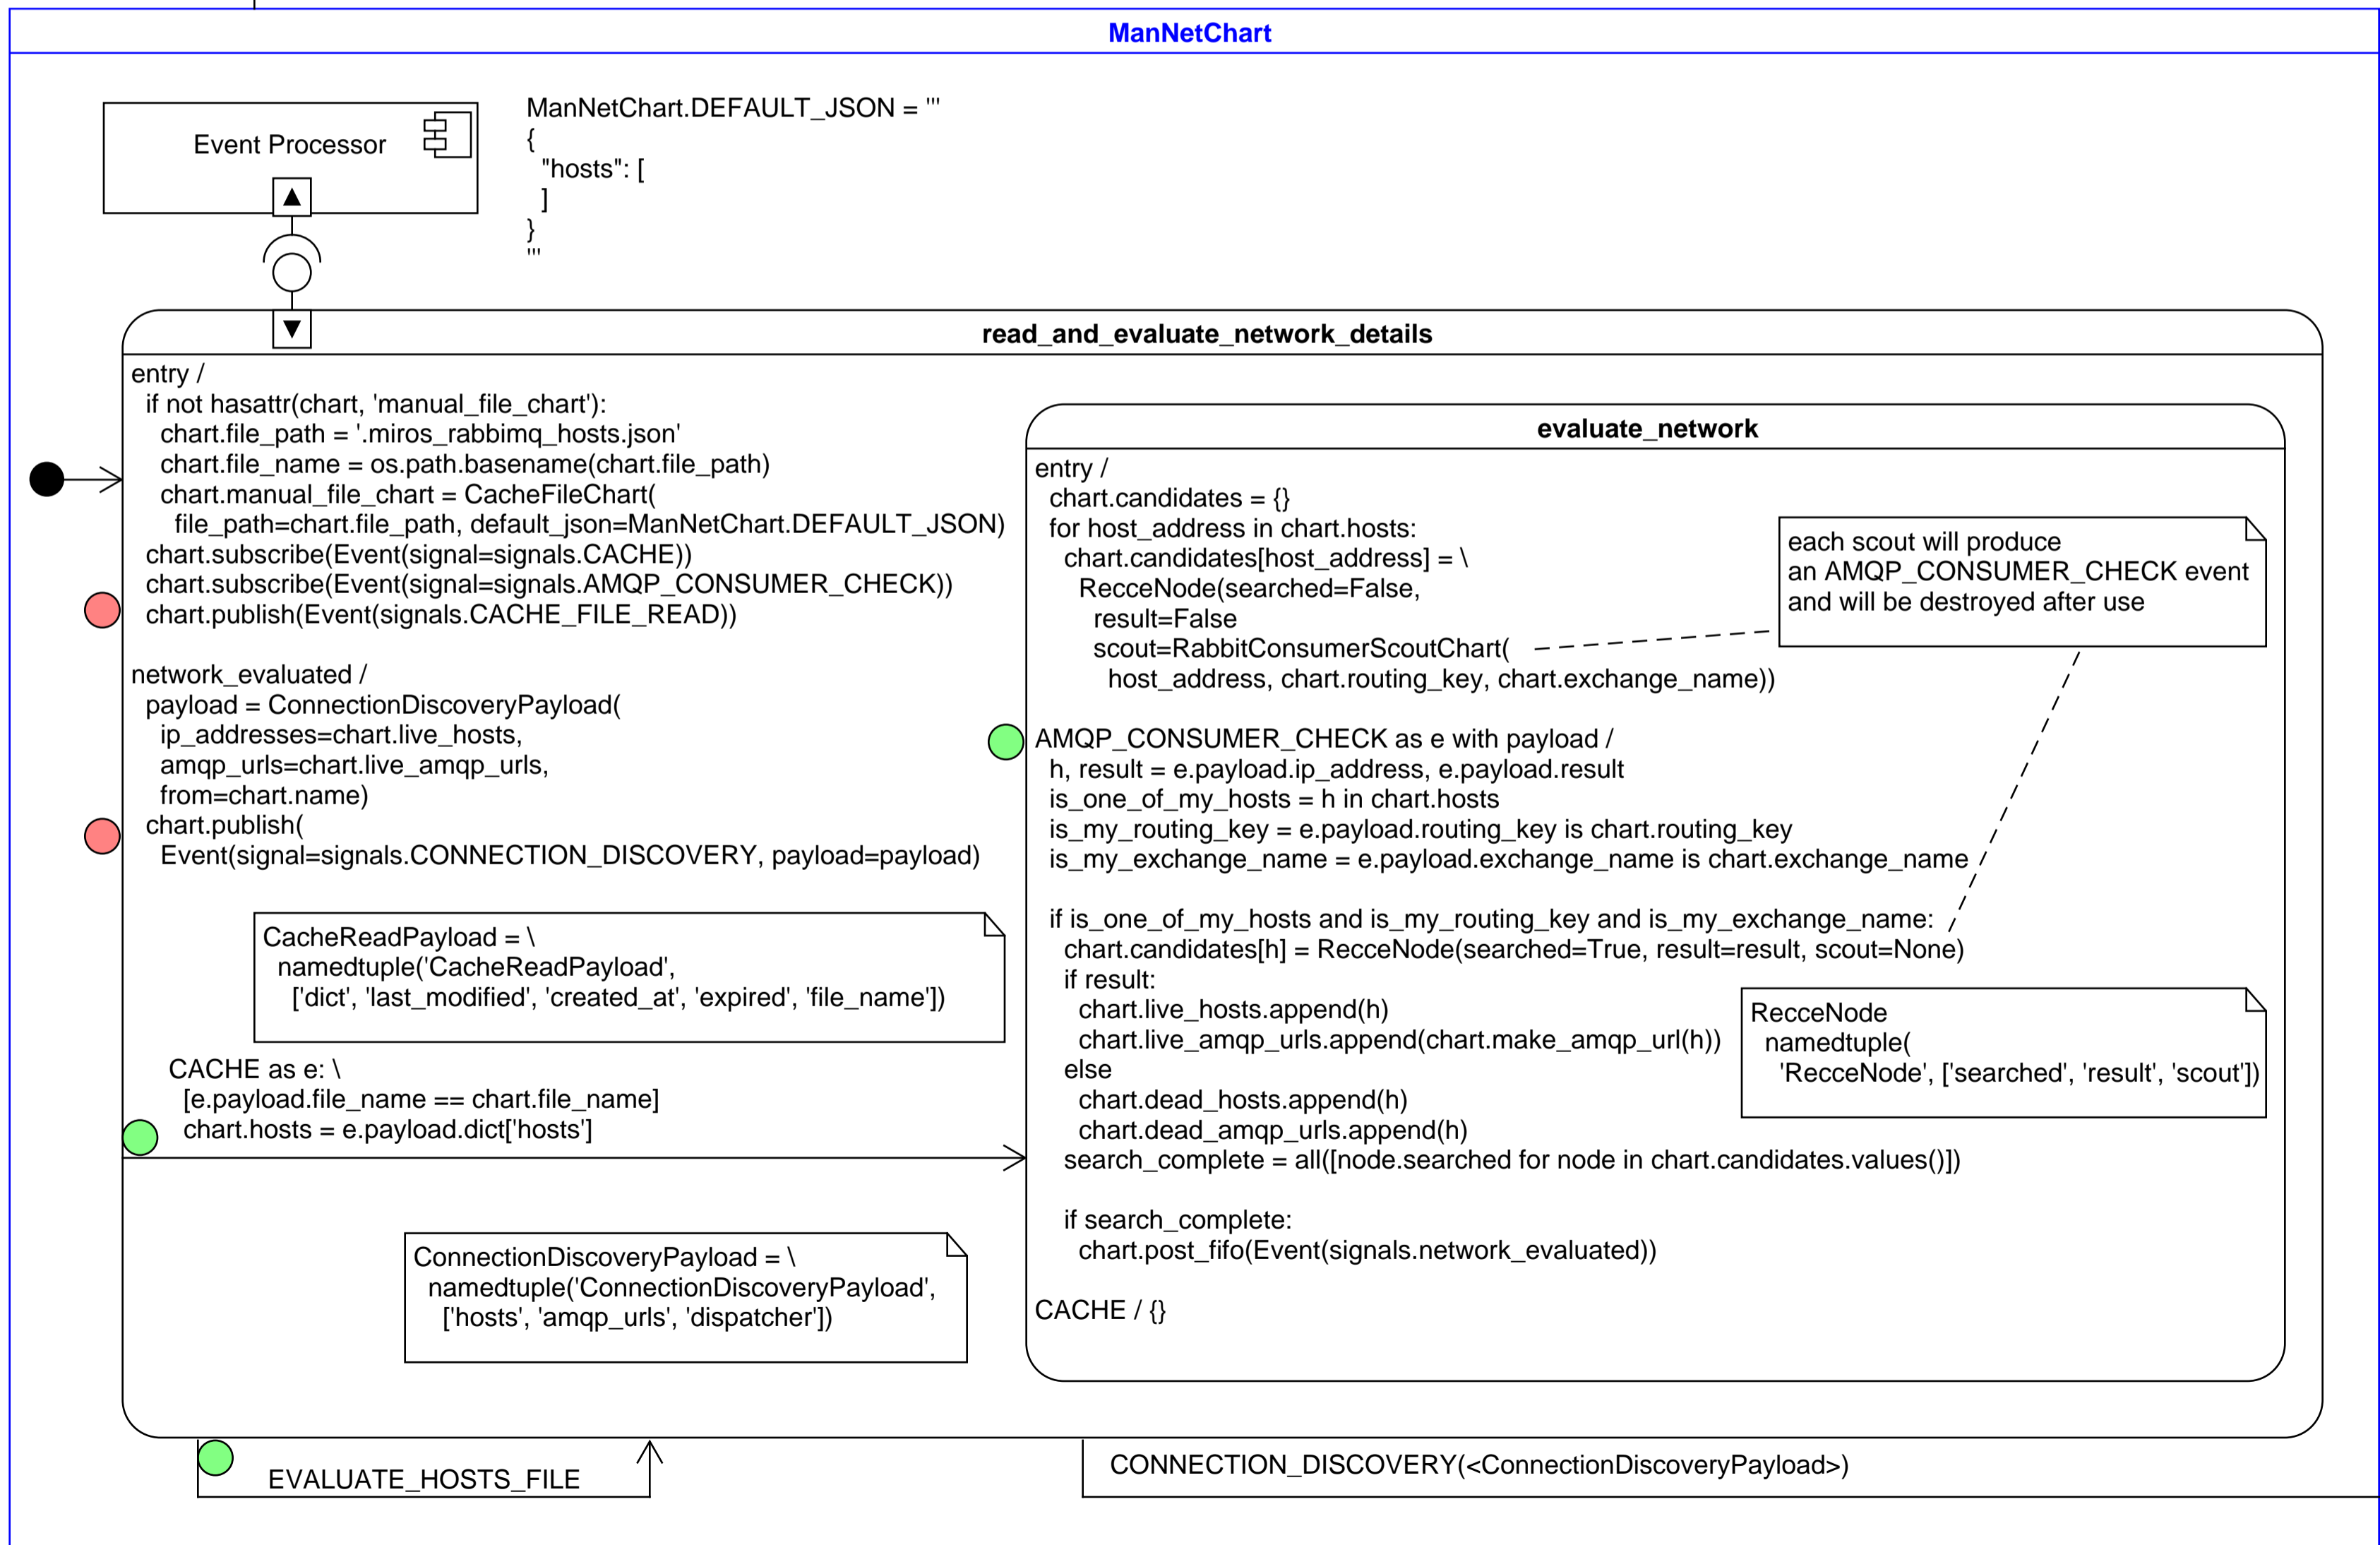 ManNetChart
Event Processor
ManNetChart.DEFAULT_JSON = '''
{
  "hosts": [
  ]
}
'''
read_and_evaluate_network_details
entry /
  if not hasattr(chart, 'manual_file_chart'):
    chart.file_path = '.miros_rabbimq_hosts.json'
    chart.file_name = os.path.basename(chart.file_path)
    chart.manual_file_chart = CacheFileChart(
      file_path=chart.file_path, default_json=ManNetChart.DEFAULT_JSON)
  chart.subscribe(Event(signal=signals.CACHE))
  chart.subscribe(Event(signal=signals.AMQP_CONSUMER_CHECK))
  chart.publish(Event(signals.CACHE_FILE_READ))
network_evaluated /
  payload = ConnectionDiscoveryPayload(
    ip_addresses=chart.live_hosts,
    amqp_urls=chart.live_amqp_urls,
    from=chart.name)
  chart.publish(
    Event(signal=signals.CONNECTION_DISCOVERY, payload=payload)
CacheReadPayload = \
  namedtuple('CacheReadPayload',
    ['dict', 'last_modified', 'created_at', 'expired', 'file_name'])
CACHE as e: \
  [e.payload.file_name == chart.file_name]
  chart.hosts = e.payload.dict['hosts']
ConnectionDiscoveryPayload = \
  namedtuple('ConnectionDiscoveryPayload',
    ['hosts', 'amqp_urls', 'dispatcher'])
evaluate_network
entry /
  chart.candidates = {}
  for host_address in chart.hosts:
    chart.candidates[host_address] = \
      RecceNode(searched=False,
        result=False
        scout=RabbitConsumerScoutChart(
          host_address, chart.routing_key, chart.exchange_name))
each scout will produce
an AMQP_CONSUMER_CHECK event
and will be destroyed after use
AMQP_CONSUMER_CHECK as e with payload /
  h, result = e.payload.ip_address, e.payload.result
  is_one_of_my_hosts = h in chart.hosts
  is_my_routing_key = e.payload.routing_key is chart.routing_key
  is_my_exchange_name = e.payload.exchange_name is chart.exchange_name
  if is_one_of_my_hosts and is_my_routing_key and is_my_exchange_name:
    chart.candidates[h] = RecceNode(searched=True, result=result, scout=None)
    if result:
      chart.live_hosts.append(h)
      chart.live_amqp_urls.append(chart.make_amqp_url(h))
    else
      chart.dead_hosts.append(h)
      chart.dead_amqp_urls.append(h)
    search_complete = all([node.searched for node in chart.candidates.values()])
    if search_complete:
      chart.post_fifo(Event(signals.network_evaluated))
CACHE / {}
RecceNode
  namedtuple(
    'RecceNode', ['searched', 'result', 'scout'])
EVALUATE_HOSTS_FILE
CONNECTION_DISCOVERY(<ConnectionDiscoveryPayload>)